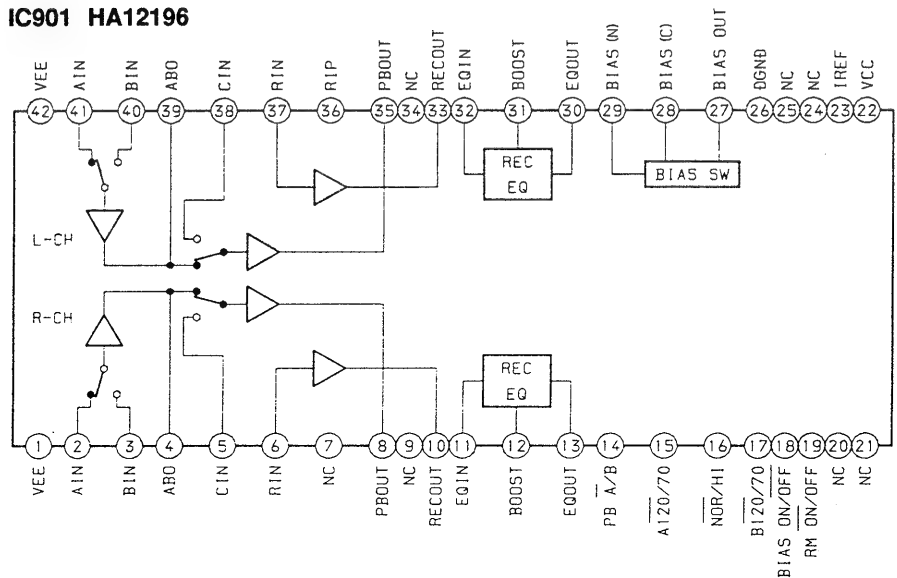 IC901 HA12196
VEE
AIN
BIN
ABO
CIN
RIN
RIP
PBOUT
NC
RECOUT
EQIN
BOOST
EQOUT
BIAS(N)
BIAS(C)
BIAS OUT
DGND
NC
NC
IREF
VCC
42 41 40 39 38 37 36 35 34 33 32 31 30 29 28 27 26 25 24 23 22
REC
EQ
BIAS SW
L-CH
R-CH
REC
EQ
1 2 3 4 5 6 7 8 9 10 11 12 13 14 15 16 17 18 19 20 21
VEE
AIN
BIN
ABO
CIN
RIN
NC
PBOUT
NC
RECOUT
EQIN
BOOST
EQOUT
PB A̅/B
A̅120/70
N̅O̅R̅/HI
B̅120/70
BIAS O̅N̅/OFF
RM O̅N̅/OFF
NC
NC